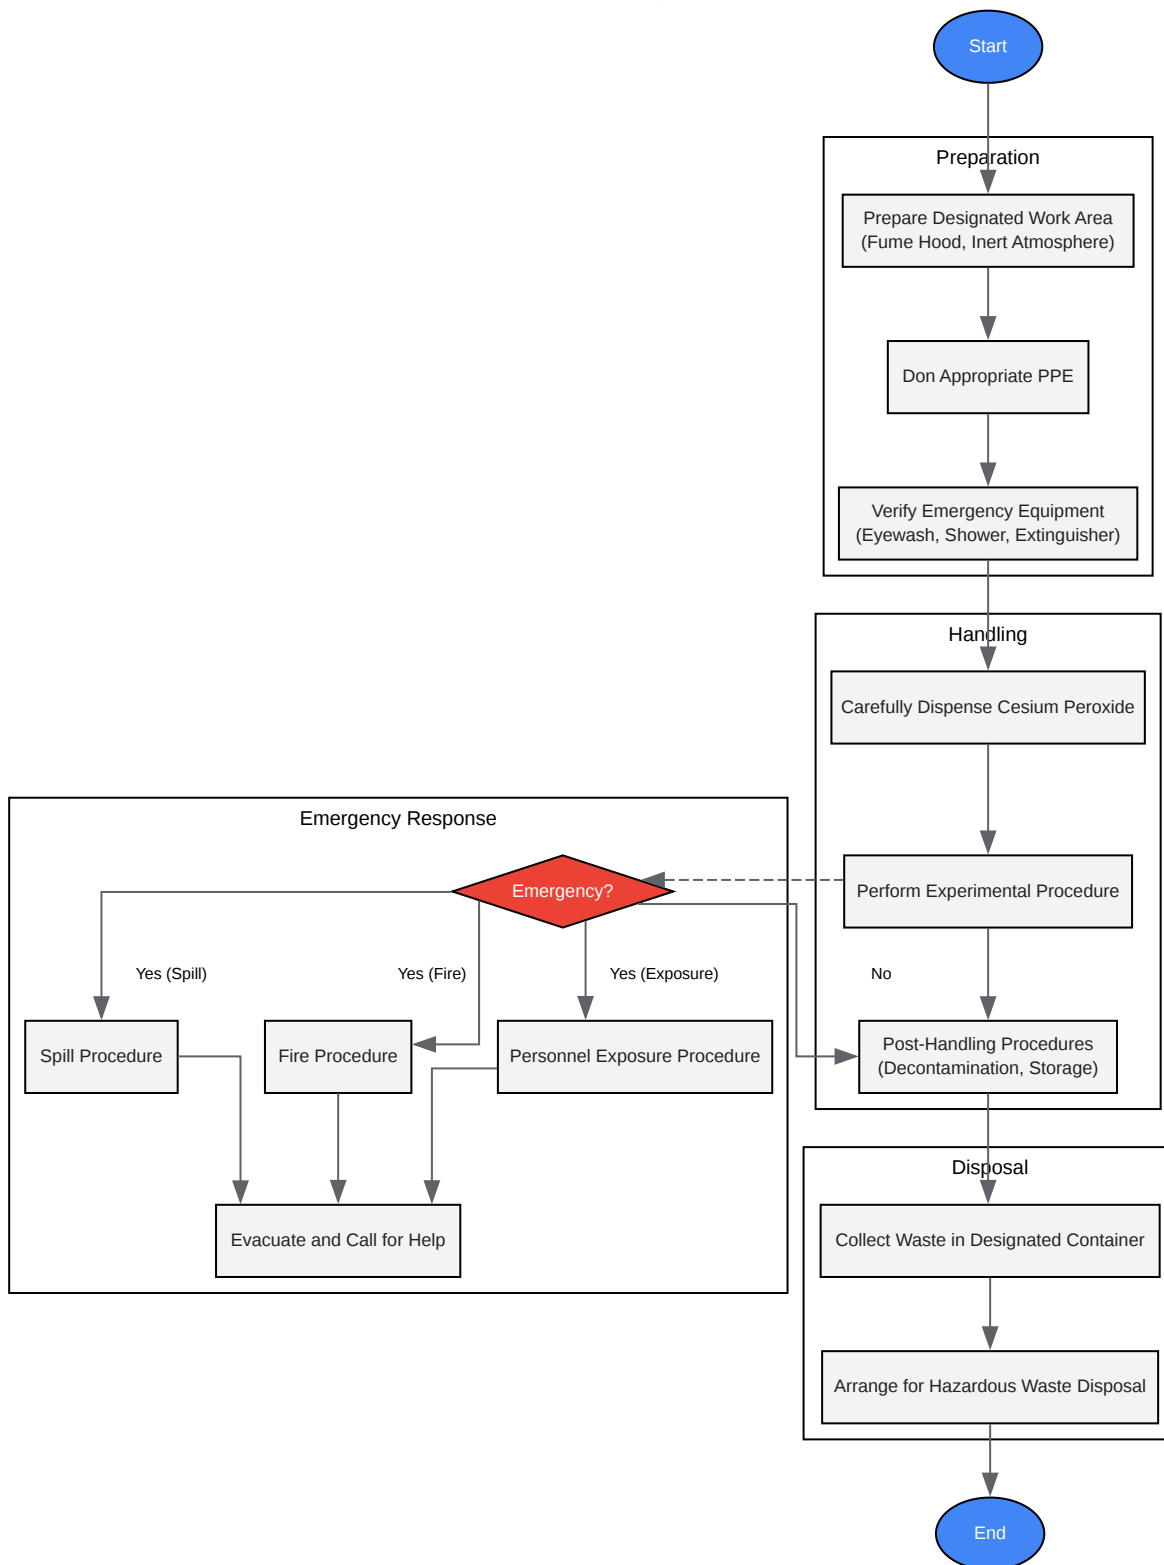 Start
Preparation
Prepare Designated Work Area
(Fume Hood, Inert Atmosphere)
Don Appropriate PPE
Verify Emergency Equipment
(Eyewash, Shower, Extinguisher)
Handling
Carefully Dispense Cesium Peroxide
Emergency Response
Emergency?
Perform Experimental Procedure
Yes (Spill)
Yes (Fire)
Yes (Exposure)
No
Spill Procedure
Fire Procedure
Personnel Exposure Procedure
Post-Handling Procedures
(Decontamination, Storage)
Disposal
Evacuate and Call for Help
Collect Waste in Designated Container
Arrange for Hazardous Waste Disposal
End